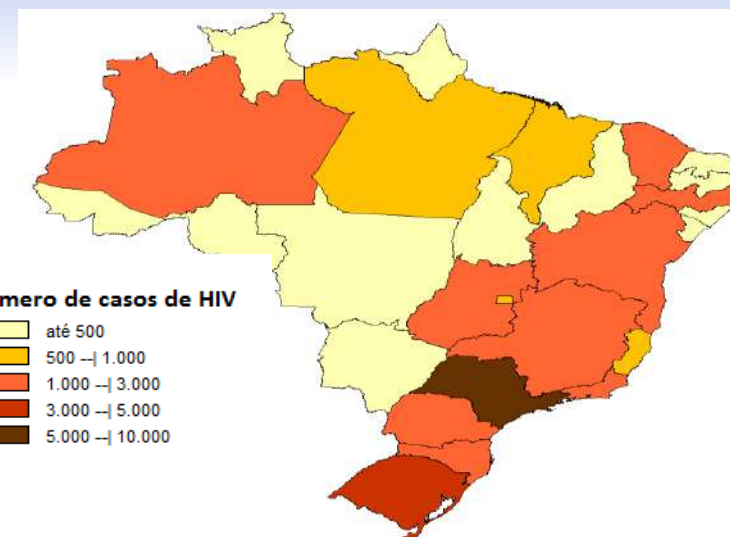 mero de casos de HIV
até 500
500 --| 1.000
1.000 --| 3.000
3.000 --| 5.000
5.000 --| 10.000